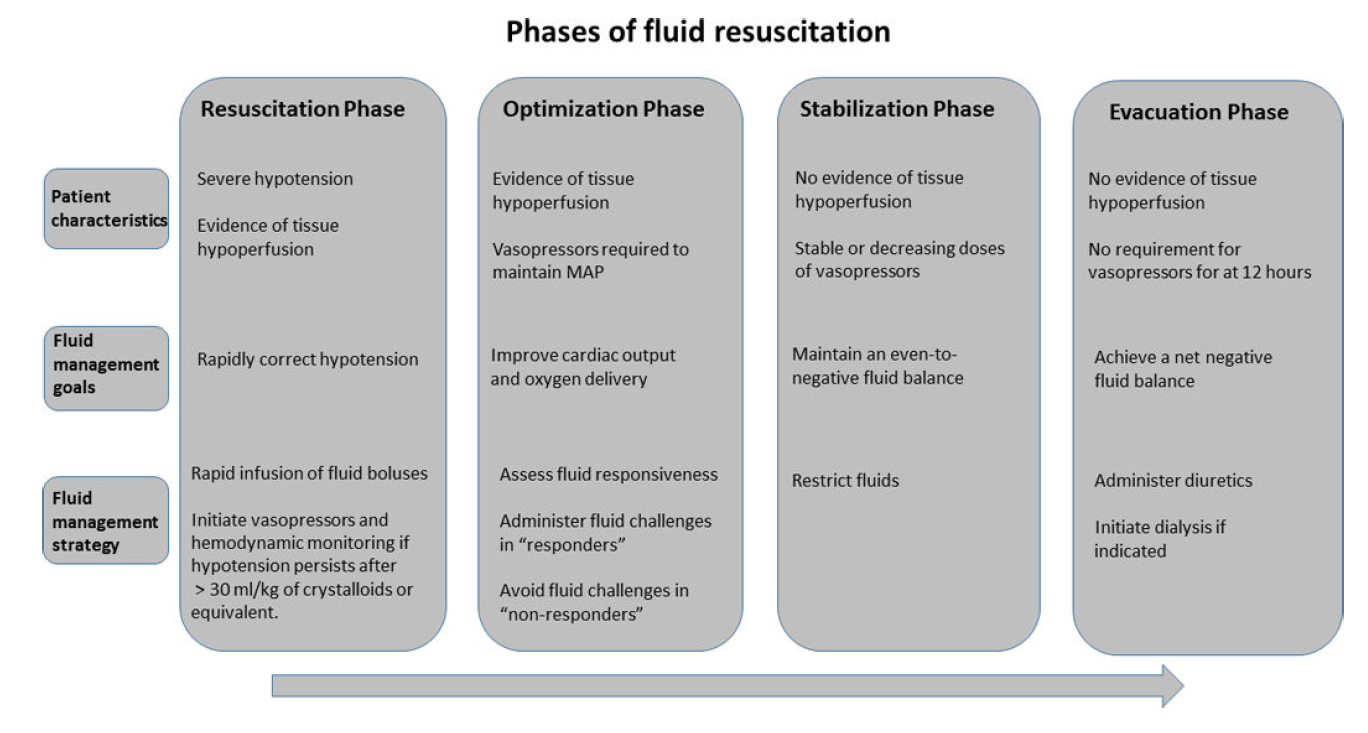 Phases of fluid resuscitation
Resuscitation Phase
Optimization Phase
Stabilization Phase
Evacuation Phase
Patient
characteristics
Severe hypotension
Evidence of tissue
hypoperfusion
Evidence of tissue
hypoperfusion
Vasopressors required to
maintain MAP
No evidence of tissue
hypoperfusion
Stable or decreasing doses
of vasopressors
No evidence of tissue
hypoperfusion
No requirement for
vasopressors for at 12 hours
Fluid
management
goals
Rapidly correct hypotension
Improve cardiac output
and oxygen delivery
Maintain an even-to-
negative fluid balance
Achieve a net negative
fluid balance
Fluid
management
strategy
Rapid infusion of fluid boluses
Initiate vasopressors and
hemodynamic monitoring if
hypotension persists after
> 30 ml/kg of crystalloids or
equivalent.
Assess fluid responsiveness
Administer fluid challenges
in “responders”
Avoid fluid challenges in
“non-responders”
Restrict fluids
Administer diuretics
Initiate dialysis if
indicated